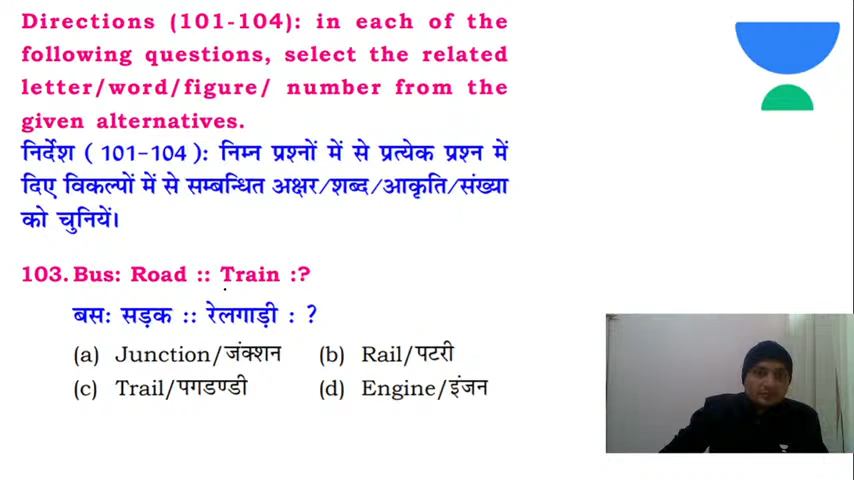 Directions (101-104): in each of the
following questions, select the related
letter/word/figure/ number from the
given alternatives.
निर्देश ( 101-104 ): निम्न प्रश्नों में से प्रत्येक प्रश्न में
दिए विकल्पों में से सम्बन्धित अक्षर/शब्द/आकृति/संख्या
को चुनियें।
103. Bus: Road :: Train :?
बसः सड़क :: रेलगाड़ी : ?
(a) Junction/जंक्शन (b) Rail/पटरी
(c) Trail/पगडण्डी (d) Engine/इंजन